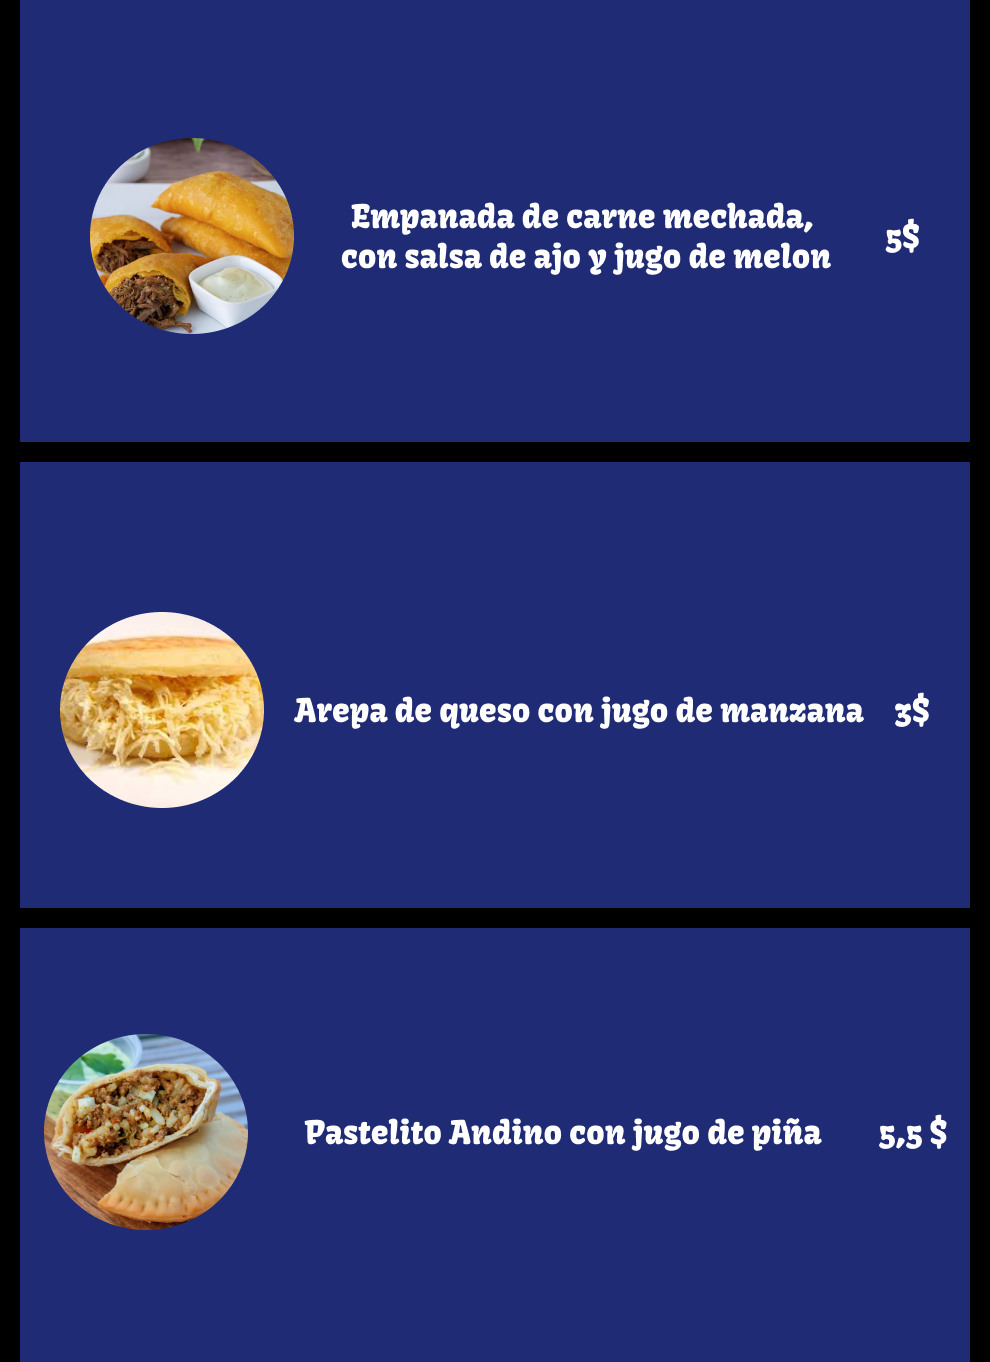 Empanada de carne mechada,
con salsa de ajo y jugo de melon
5$
Arepa de queso con jugo de manzana 3$
Pastelito Andino con jugo de piña 5,5 $